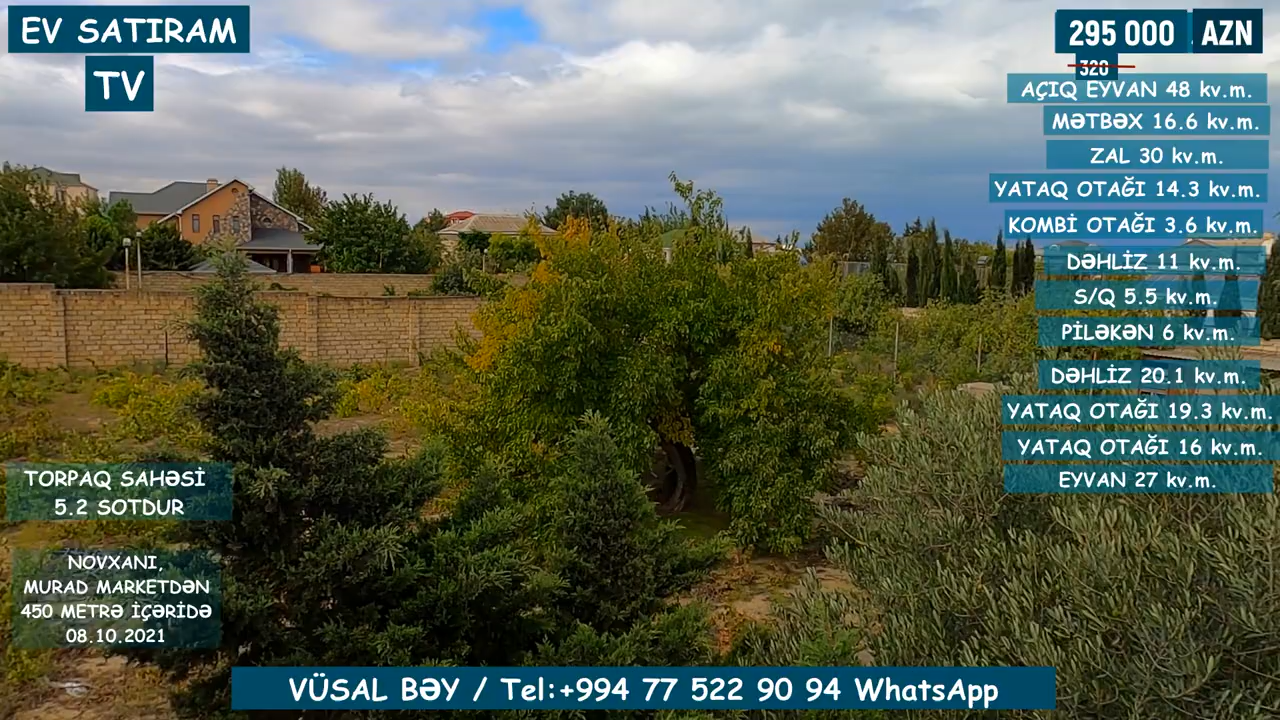 EV SATIRAM
TV
295 000 AZN
320
AÇIQ EYVAN 48 kv.m.
MƏTBƏX 16.6 kv.m.
ZAL 30 kv.m.
YATAQ OTAĞI 14.3 kv.m.
KOMBİ OTAĞI 3.6 kv.m.
DƏHLİZ 11 kv.m.
S/Q 5.5 kv.m.
PİLƏKƏN 6 kv.m.
DƏHLİZ 20.1 kv.m.
YATAQ OTAĞI 19.3 kv.m.
YATAQ OTAĞI 16 kv.m.
EYVAN 27 kv.m.
TORPAQ SAHƏSİ
5.2 SOTDUR
NOVXANI,
MURAD MARKETDƏN
450 METRƏ İÇƏRİDƏ
08.10.2021
VÜSAL BƏY / Tel:+994 77 522 90 94 WhatsApp